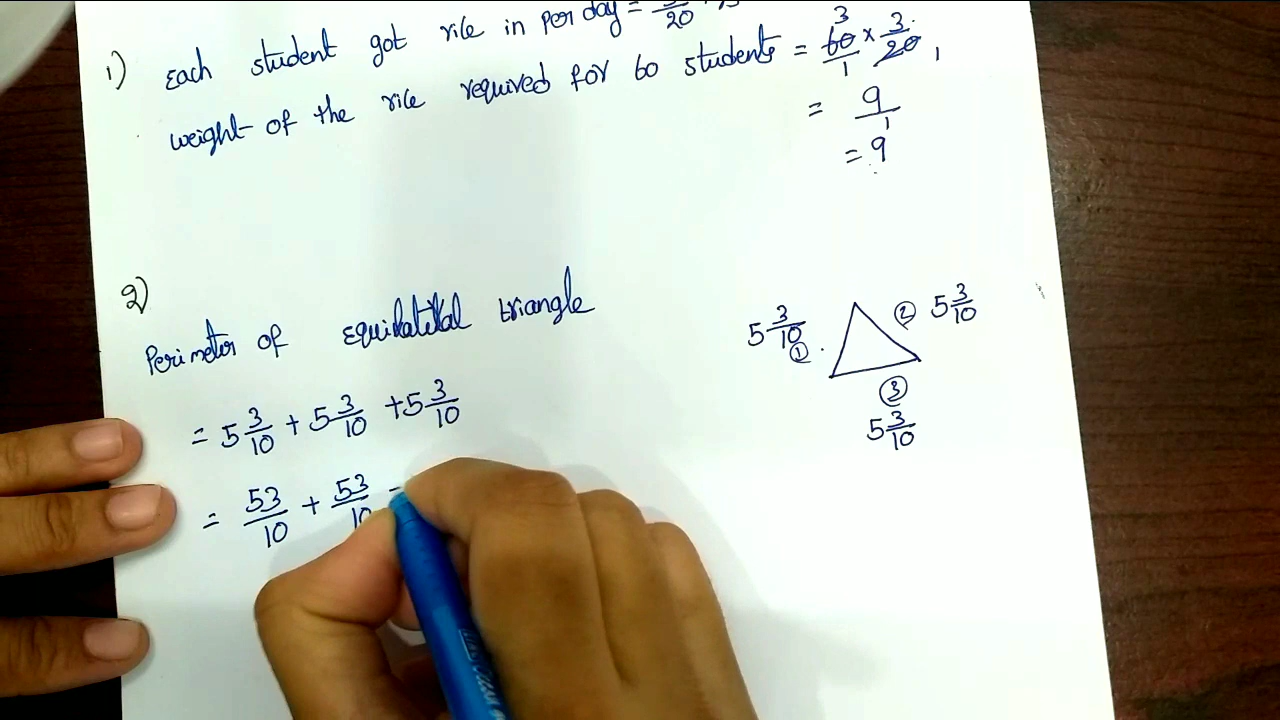 1) Each student got rice in per day = /20
weight of the rice required for 60 students = 60/1 × 3/20
3 1
= 9/1
= 9
2)
Perimeter of equilateral triangle
= 5 3/10 + 5 3/10 + 5 3/10
= 53/10 + 53/10
5 3/10 ①
② 5 3/10
③
5 3/10